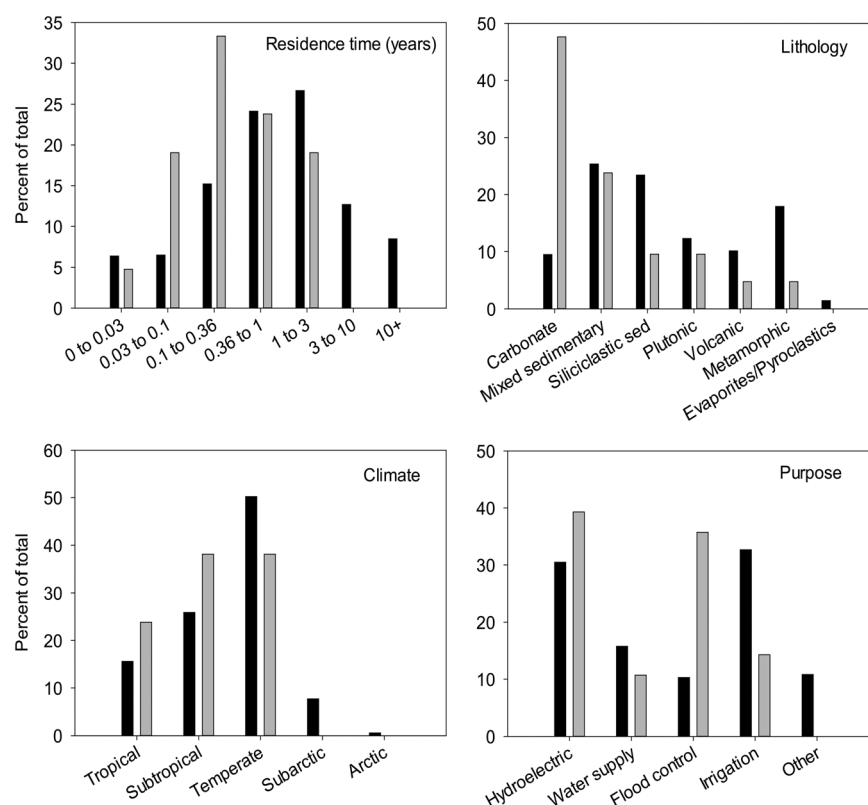 35
30
25
20
15
10
5
0
Percent of total
Residence time (years)
0 to 0.03
0.03 to 0.1
0.1 to 0.36
0.36 to 1
1 to 3
3 to 10
10+
50
40
30
20
10
0
Lithology
Carbonate
Mixed sedimentary
Siliciclastic sed
Plutonic
Volcanic
Metamorphic
Evaporites/Pyroclastics
60
50
40
30
20
10
0
Percent of total
Climate
Tropical
Subtropical
Temperate
Subarctic
Arctic
50
40
30
20
10
0
Purpose
Hydroelectric
Water supply
Flood control
Irrigation
Other